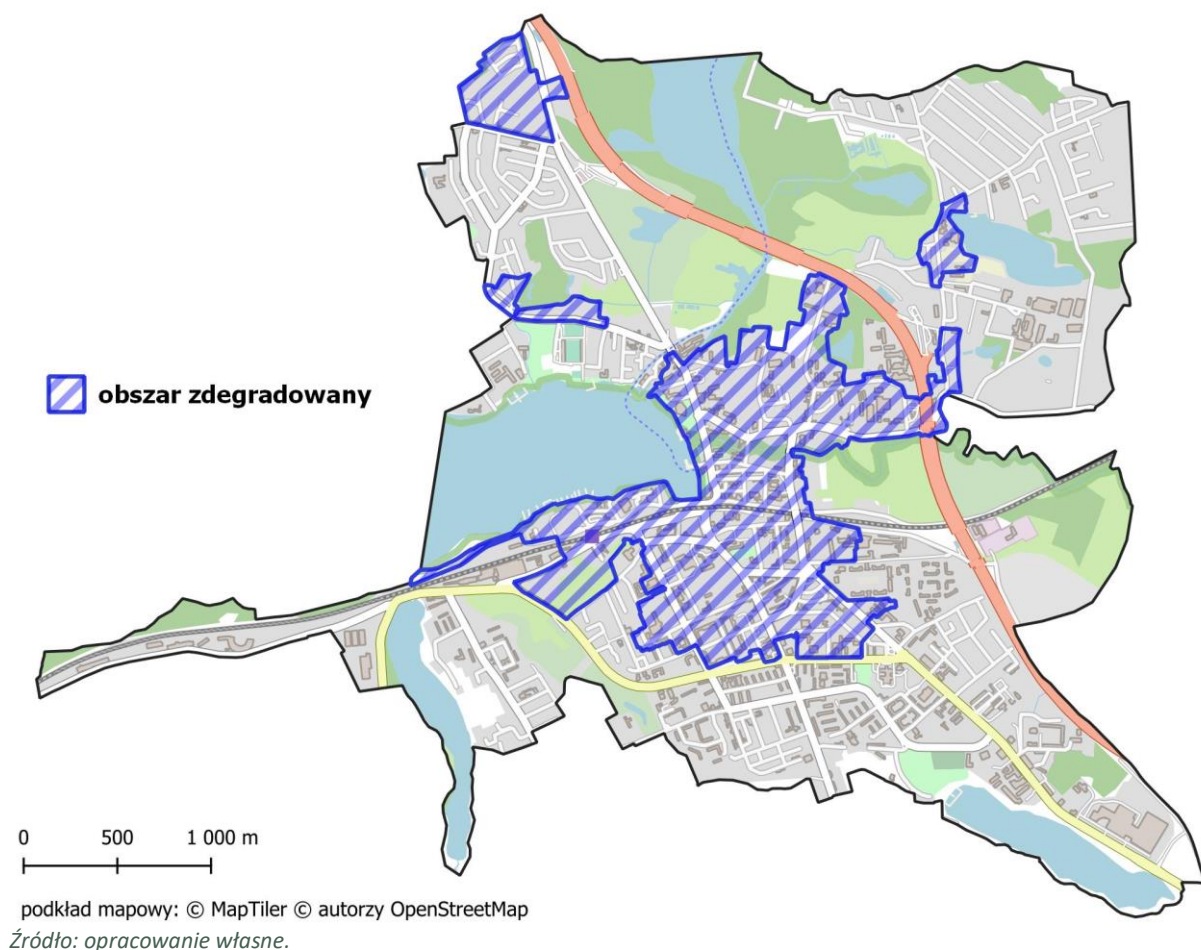 obszar zdegradowany
0 500 1 000 m
podkład mapowy: © MapTiler © autorzy OpenStreetMap
Źródło: opracowanie własne.